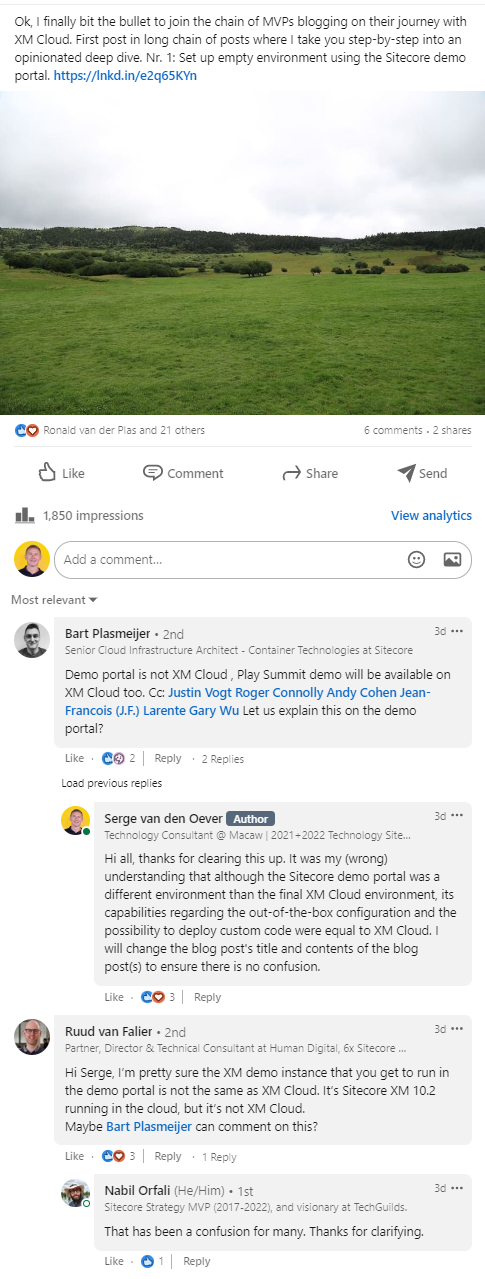 Ok, I finally bit the bullet to join the chain of MVPs blogging on their journey with
XM Cloud. First post in long chain of posts where I take you step-by-step into an
opinionated deep dive. Nr. 1: Set up empty environment using the Sitecore demo
portal. https://lnkd.in/e2q65KYn
Ronald van der Plas and 21 others
6 comments • 2 shares
Like
Comment
Share
Send
1,850 impressions
View analytics
Add a comment...
Most relevant
Bart Plasmeijer • 2nd
3d •••
Senior Cloud Infrastructure Architect - Container Technologies at Sitecore
Demo portal is not XM Cloud , Play Summit demo will be available on
XM Cloud too. Cc: Justin Vogt Roger Connolly Andy Cohen Jean-
Francois (J.F.) Larente Gary Wu Let us explain this on the demo
portal?
Like · 2 | Reply · 2 Replies
Load previous replies
Serge van den Oever Author
3d •••
Technology Consultant @ Macaw | 2021+2022 Technology Site...
Hi all, thanks for clearing this up. It was my (wrong)
understanding that although the Sitecore demo portal was a
different environment than the final XM Cloud environment, its
capabilities regarding the out-of-the-box configuration and the
possibility to deploy custom code were equal to XM Cloud. I
will change the blog post's title and contents of the blog
post(s) to ensure there is no confusion.
Like · 3 | Reply
Ruud van Falier • 2nd
3d •••
Partner, Director & Technical Consultant at Human Digital, 6x Sitecore ...
Hi Serge, I'm pretty sure the XM demo instance that you get to run in
the demo portal is not the same as XM Cloud. It's Sitecore XM 10.2
running in the cloud, but it's not XM Cloud.
Maybe Bart Plasmeijer can comment on this?
Like · 3 | Reply · 1 Reply
Nabil Orfali (He/Him) • 1st
3d •••
Sitecore Strategy MVP (2017-2022), and visionary at TechGuilds.
That has been a confusion for many. Thanks for clarifying.
Like · 1 | Reply